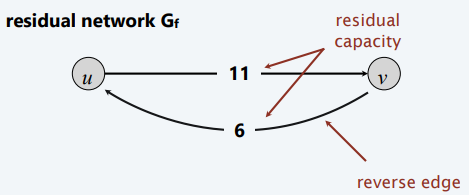 residual network Gf
residual
capacity
u
11
v
6
reverse edge